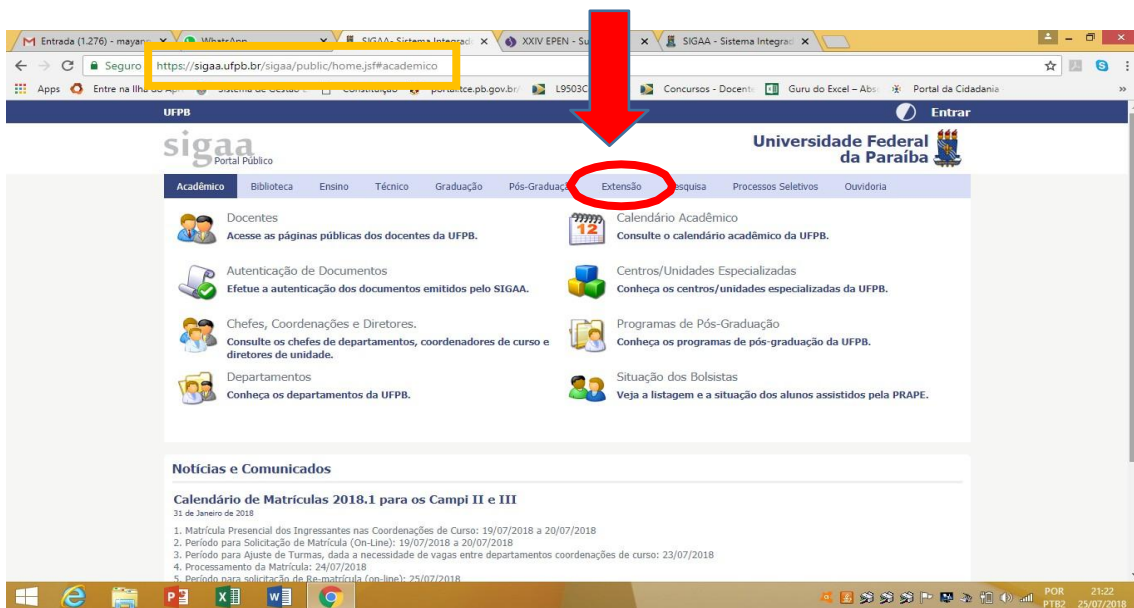 Entrada (1.276) - mayan
WhatsApp
SIGAA- Sistema Integrad
XXIV EPEN - Su
SIGAA - Sistema Integrad
Seguro
https://sigaa.ufpb.br/sigaa/public/home.jsf#academico
Apps
Entre na Ilha do
Sistema de Gestão
Constituição
portal.tce.pb.gov.br/
L9503C
Concursos - Docente
Guru do Excel – Abs
Portal da Cidadania
UFPB
Entrar
sigaa
Portal Público
Universidade Federal
da Paraíba
Acadêmico Biblioteca Ensino Técnico Graduação Pós-Graduaçã Extensão esquisa Processos Seletivos Ouvidoria
Docentes
Acesse as páginas públicas dos docentes da UFPB.
12
Calendário Acadêmico
Consulte o calendário acadêmico da UFPB.
Autenticação de Documentos
Efetue a autenticação dos documentos emitidos pelo SIGAA.
Centros/Unidades Especializadas
Conheça os centros/unidades especializadas da UFPB.
Chefes, Coordenações e Diretores.
Consulte os chefes de departamentos, coordenadores de curso e
diretores de unidade.
Programas de Pós-Graduação
Conheça os programas de pós-graduação da UFPB.
Departamentos
Conheça os departamentos da UFPB.
Situação dos Bolsistas
Veja a listagem e a situação dos alunos assistidos pela PRAPE.
Notícias e Comunicados
Calendário de Matrículas 2018.1 para os Campi II e III
31 de Janeiro de 2018
1. Matrícula Presencial dos Ingressantes nas Coordenações de Curso: 19/07/2018 a 20/07/2018
2. Período para Solicitação de Matrícula (On-Line): 19/07/2018 a 20/07/2018
3. Período para Ajuste de Turmas, dada a necessidade de vagas entre departamentos coordenações de curso: 23/07/2018
4. Processamento da Matrícula: 24/07/2018
5. Período para solicitação de Re-matrícula (on-line): 25/07/2018
POR
PTB2
21:22
25/07/2018